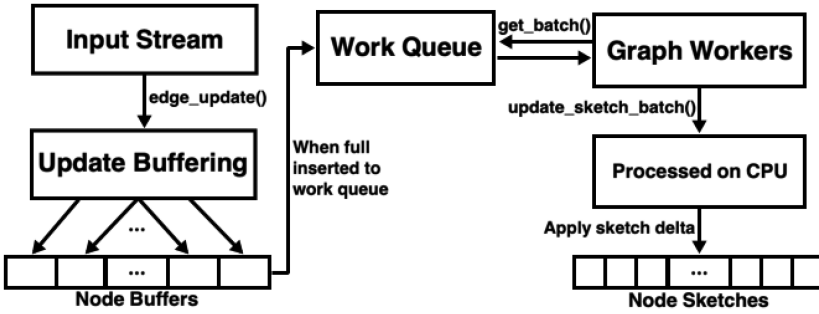 Input Stream
edge_update()
Update Buffering
...
...
Node Buffers
When full
inserted to
work queue
Work Queue
get_batch()
Graph Workers
update_sketch_batch()
Processed on CPU
Apply sketch delta
...
Node Sketches